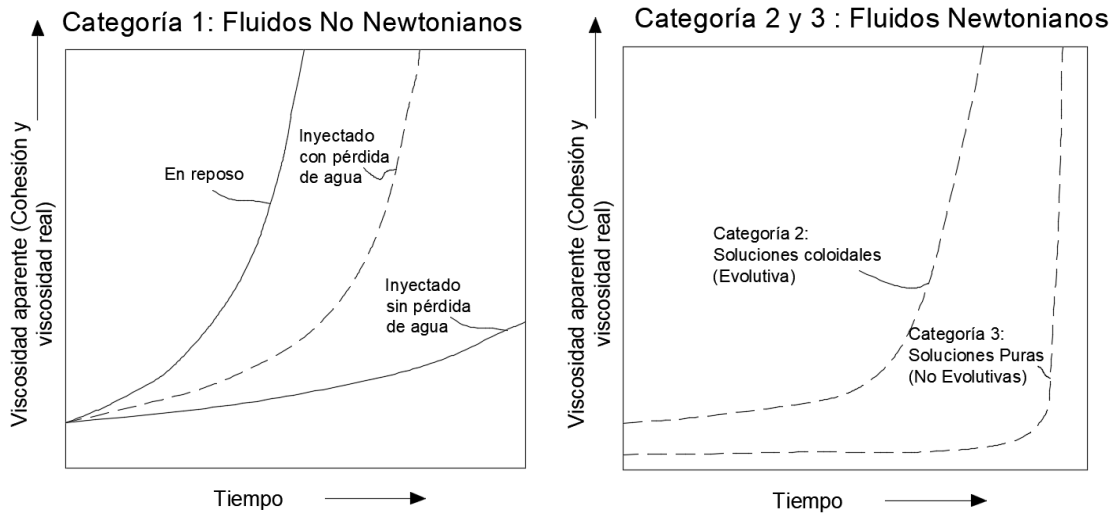 Categoría 1: Fluidos No Newtonianos
Viscosidad aparente (Cohesión y
viscosidad real)
En reposo
Inyectado
con pérdida
de agua
Inyectado
sin pérdida
de agua
Tiempo
Categoría 2 y 3 : Fluidos Newtonianos
Viscosidad aparente (Cohesión y
viscosidad real)
Categoría 2:
Soluciones coloidales
(Evolutiva)
Categoría 3:
Soluciones Puras
(No Evolutivas)
Tiempo